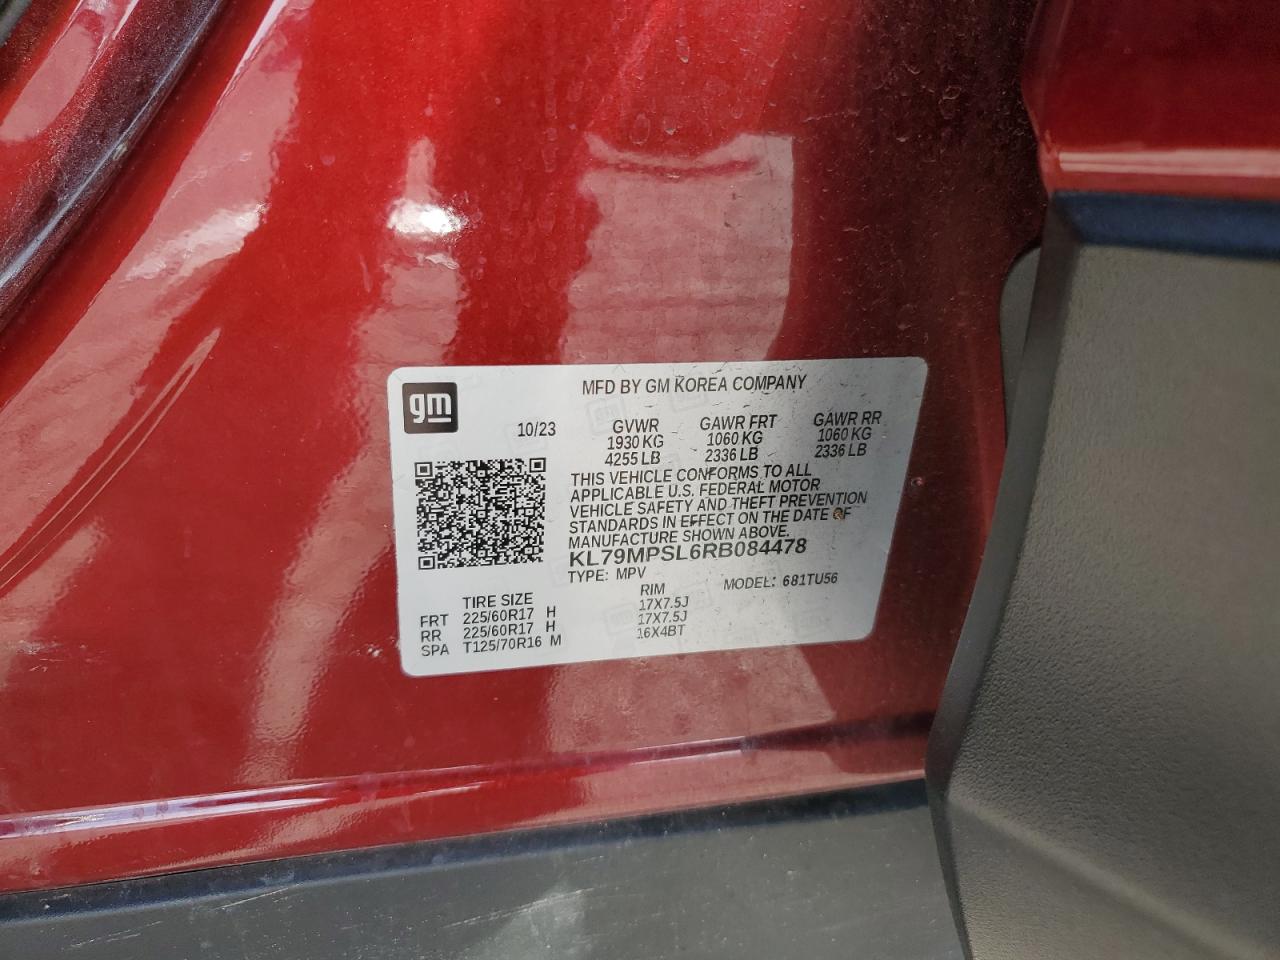 gm
MFD BY GM KOREA COMPANY
10/23
GVWR GAWR FRT GAWR RR
1930 KG 1060 KG 1060 KG
4255 LB 2336 LB 2336 LB
THIS VEHICLE CONFORMS TO ALL
APPLICABLE U.S. FEDERAL MOTOR
VEHICLE SAFETY AND THEFT PREVENTION
STANDARDS IN EFFECT ON THE DATE OF
MANUFACTURE SHOWN ABOVE.
KL79MPSL6RB084478
TYPE: MPV MODEL: 681TU56
TIRE SIZE RIM
FRT 225/60R17 H 17X7.5J
RR 225/60R17 H 17X7.5J
SPA T125/70R16 M 16X4BT